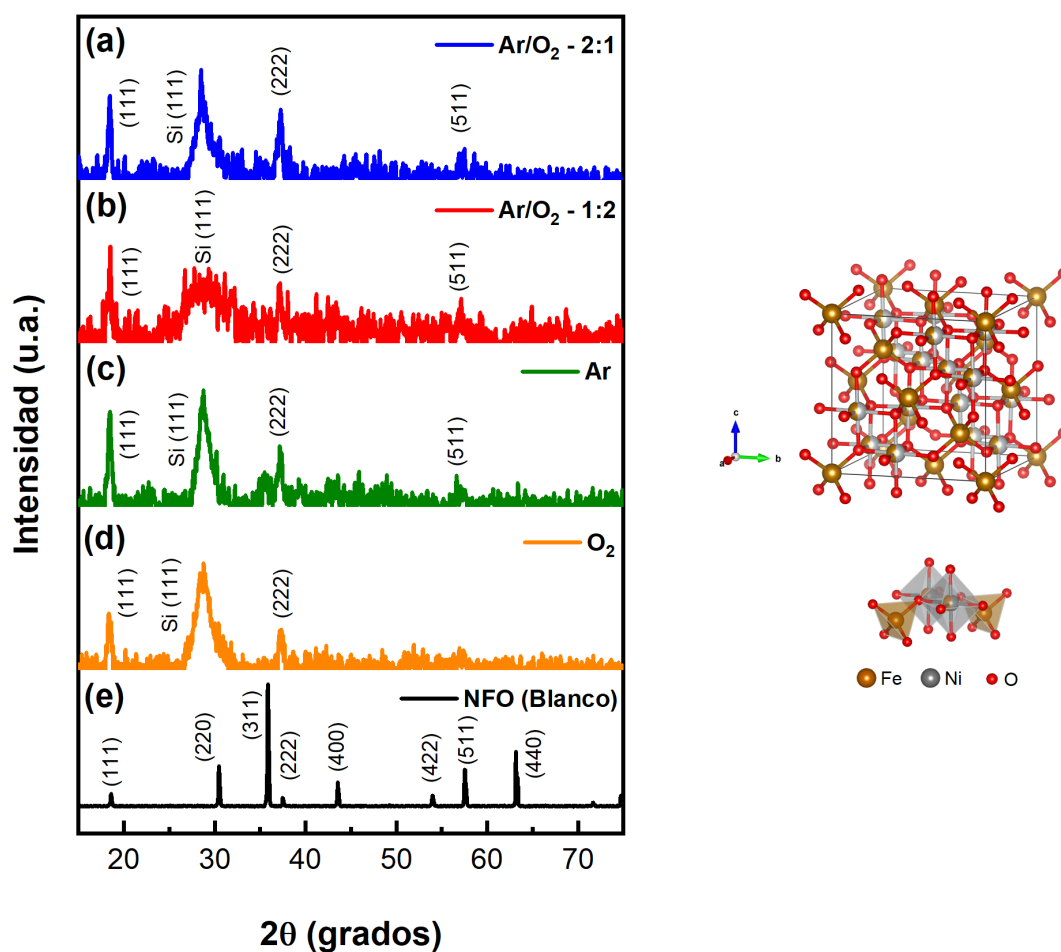 (a)
Ar/O₂ - 2:1
(111)
Si (111)
(222)
(511)
(b)
Ar/O₂ - 1:2
(111)
Si (111)
(222)
(511)
(c)
Ar
(111)
Si (111)
(222)
(511)
(d)
O₂
(111)
Si (111)
(222)
(e)
NFO (Blanco)
(111)
(220)
(311)
(222)
(400)
(422)
(511)
(440)
20 30 40 50 60 70
2θ (grados)
Intensidad (u.a.)
c
a
b
Fe Ni O